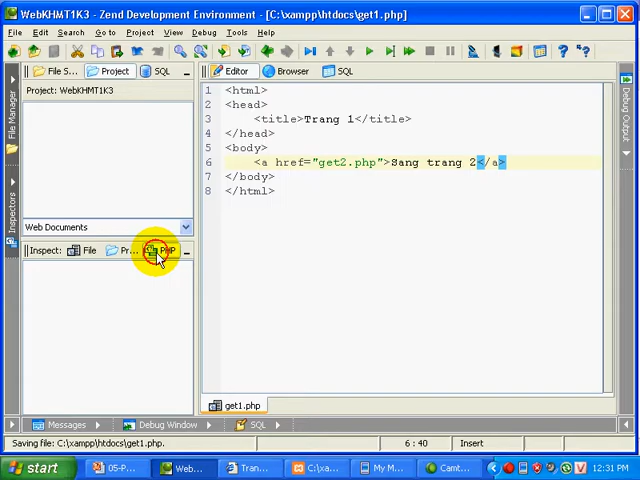 WebKHMT1K3 - Zend Development Environment - [C:\xampp\htdocs\get1.php]
File Edit Search Go to Project View Debug Tools Help
File S... Project SQL
Project: WebKHMT1K3
Web Documents
Inspect: File Pr... PHP
File Manager
Inspectors
Editor Browser SQL
1 <html>
2 <head>
3 <title>Trang 1</title>
4 </head>
5 <body>
6 <a href="get2.php">Sang trang 2</a>
7 </body>
8 </html>
get1.php
Debug Output
Messages Debug Window SQL
Saving file: C:\xampp\htdocs\get1.php. 6 : 40 Insert
start 05-P... Web... Tran... C:\xa... My M... Camt... 12:31 PM